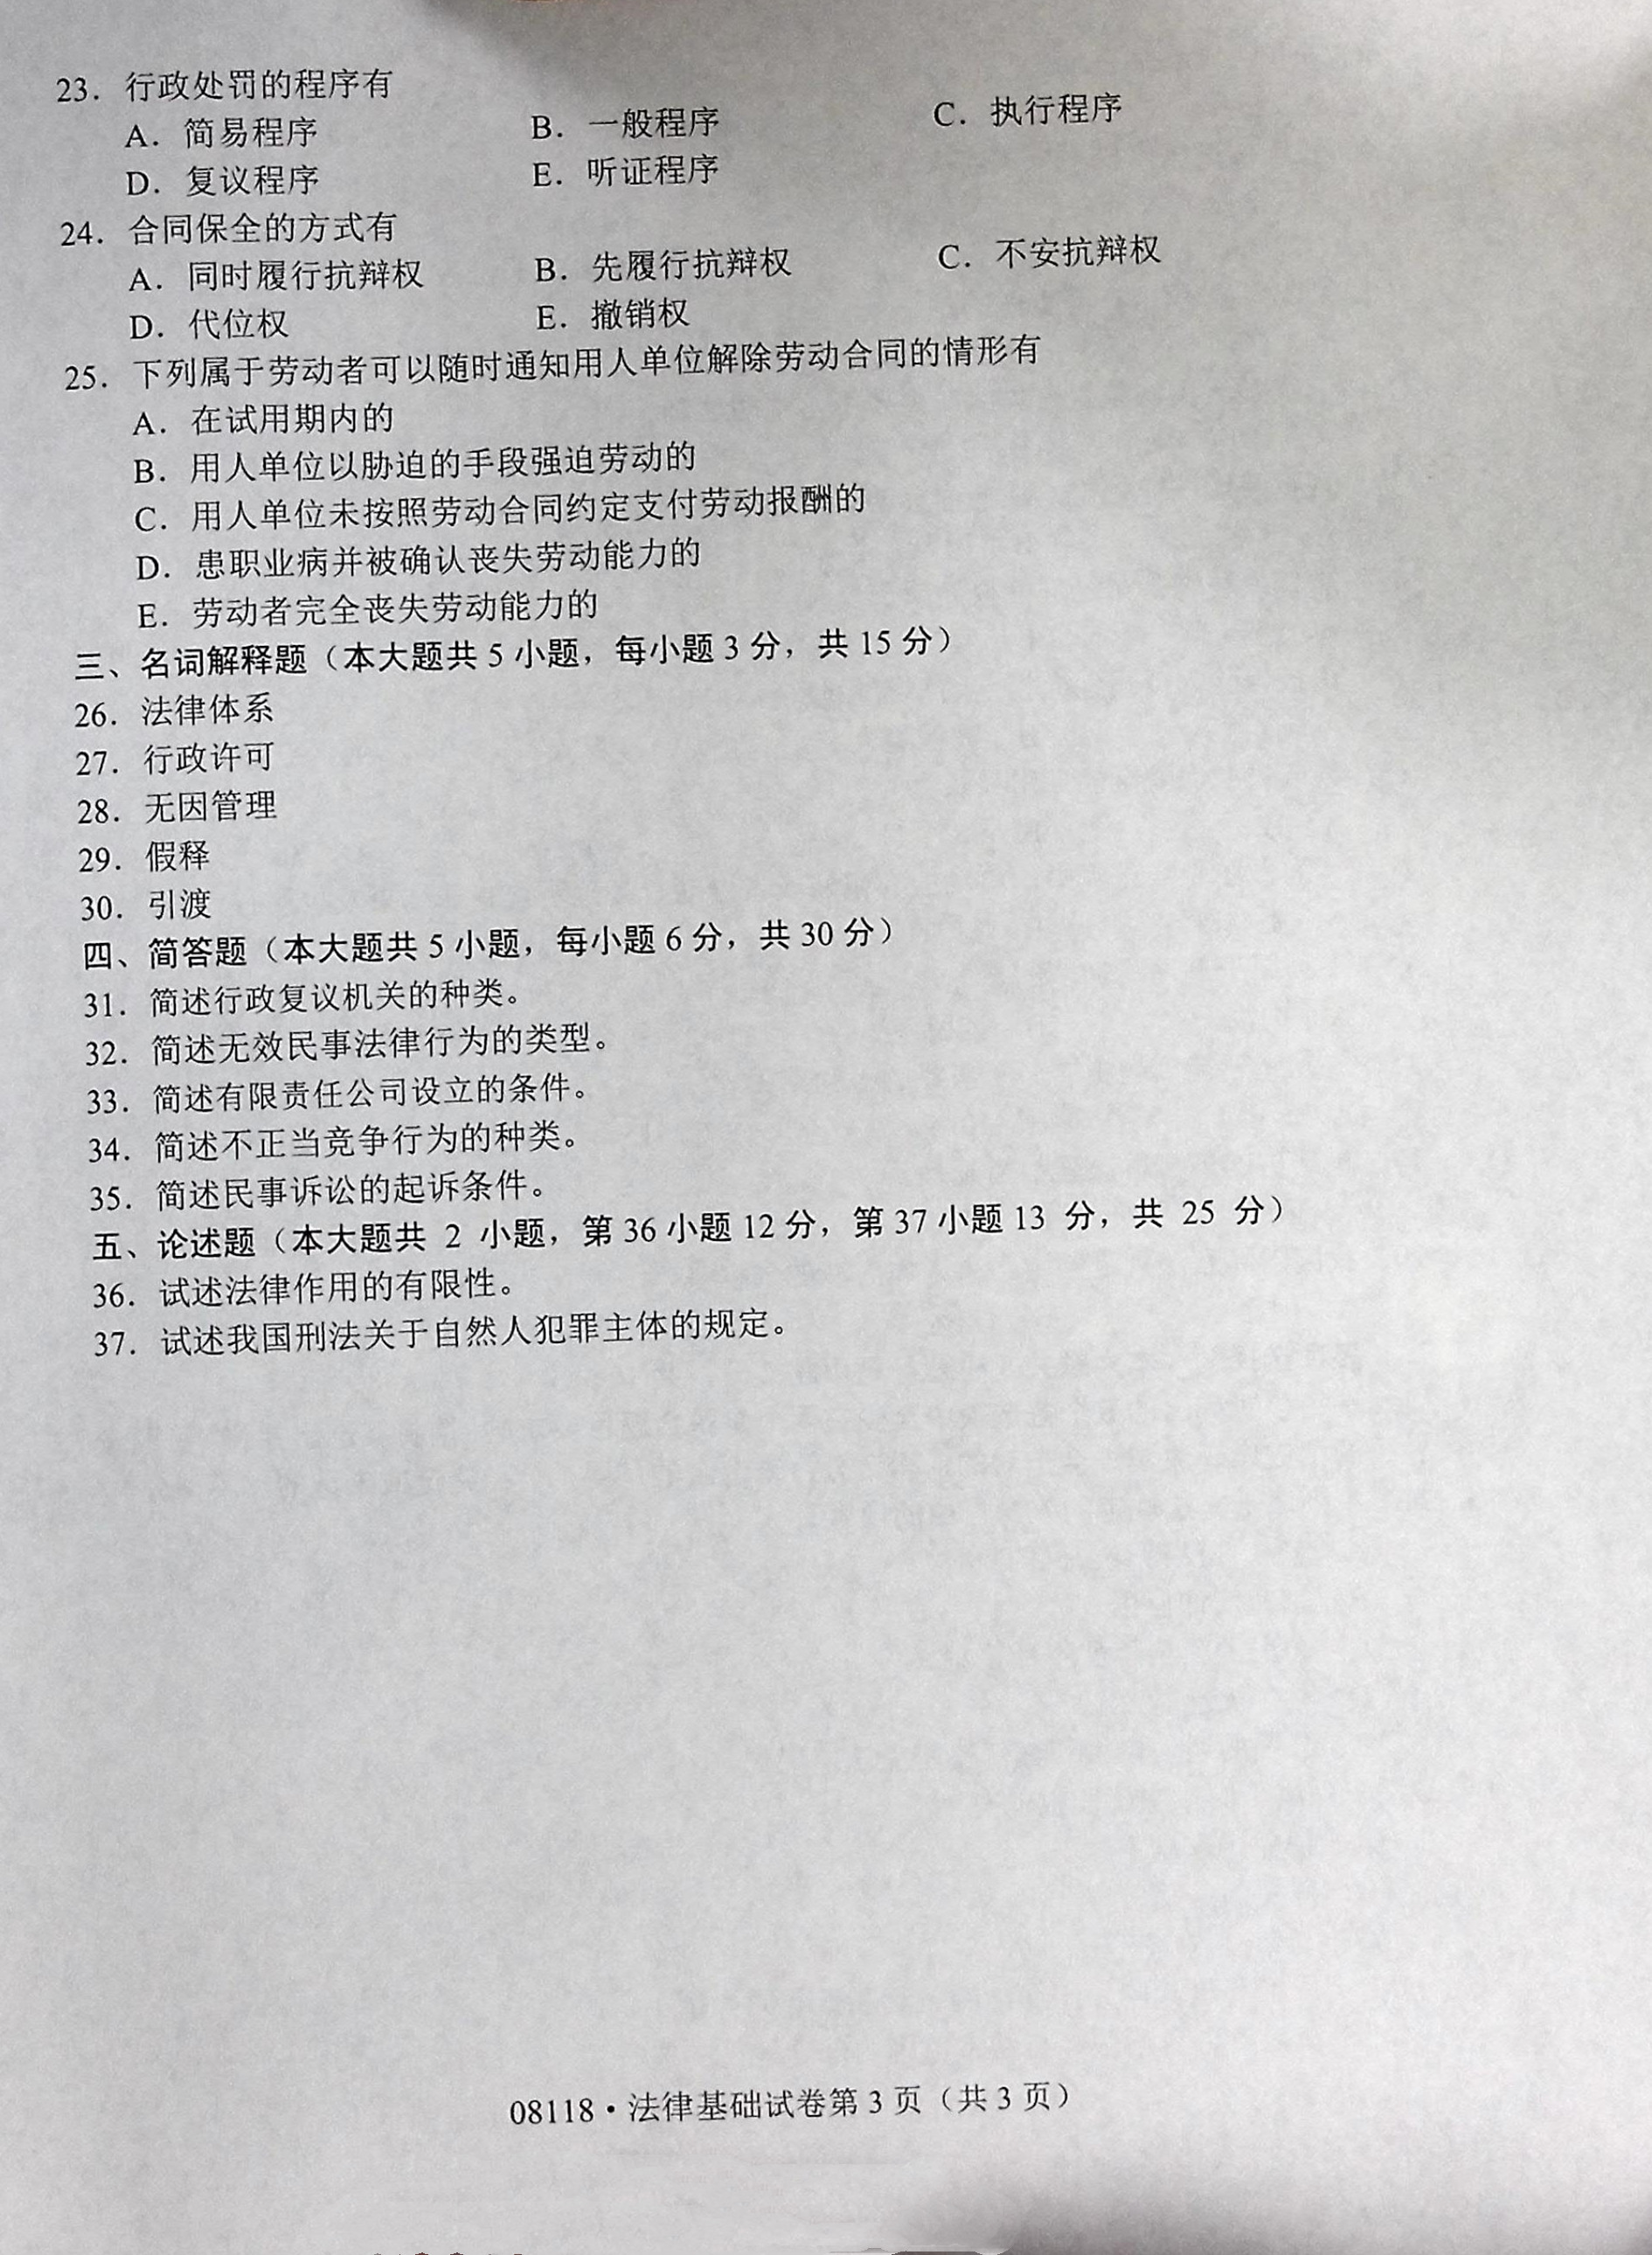 23. 行政处罚的程序有
A. 简易程序 B. 一般程序 C. 执行程序
D. 复议程序 E. 听证程序
24. 合同保全的方式有
A. 同时履行抗辩权 B. 先履行抗辩权 C. 不安抗辩权
D. 代位权 E. 撤销权
25. 下列属于劳动者可以随时通知用人单位解除劳动合同的情形有
A. 在试用期内的
B. 用人单位以胁迫的手段强迫劳动的
C. 用人单位未按照劳动合同约定支付劳动报酬的
D. 患职业病并被确认丧失劳动能力的
E. 劳动者完全丧失劳动能力的
三、名词解释题（本大题共 5 小题，每小题 3 分，共 15 分）
26. 法律体系
27. 行政许可
28. 无因管理
29. 假释
30. 引渡
四、简答题（本大题共 5 小题，每小题 6 分，共 30 分）
31. 简述行政复议机关的种类。
32. 简述无效民事法律行为的类型。
33. 简述有限责任公司设立的条件。
34. 简述不正当竞争行为的种类。
35. 简述民事诉讼的起诉条件。
五、论述题（本大题共 2 小题，第 36 小题 12 分，第 37 小题 13 分，共 25 分）
36. 试述法律作用的有限性。
37. 试述我国刑法关于自然人犯罪主体的规定。
08118·法律基础试卷第 3 页（共 3 页）